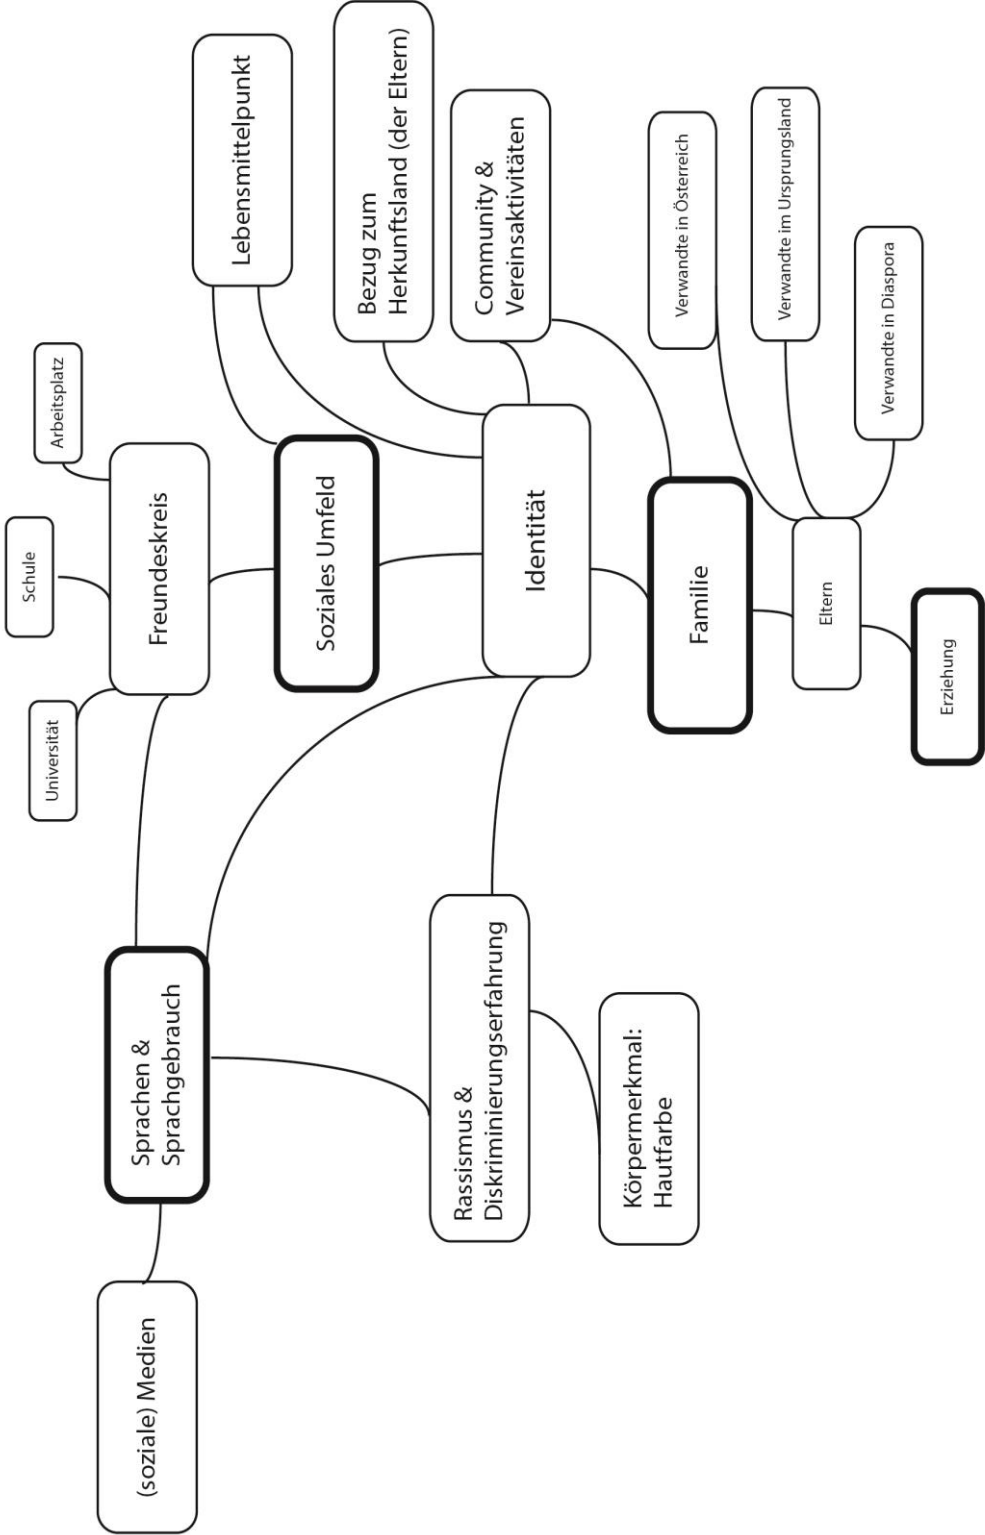 Schule
Universität
Arbeitsplatz
Freundeskreis
(soziale) Medien
Sprachen &
Sprachgebrauch
Lebensmittelpunkt
Soziales Umfeld
Bezug zum
Herkunftsland (der Eltern)
Rassismus &
Diskriminierungserfahrung
Identität
Community &
Vereinsaktivitäten
Körpermerkmal:
Hautfarbe
Familie
Verwandte in Österreich
Verwandte im Ursprungsland
Eltern
Verwandte in Diaspora
Erziehung